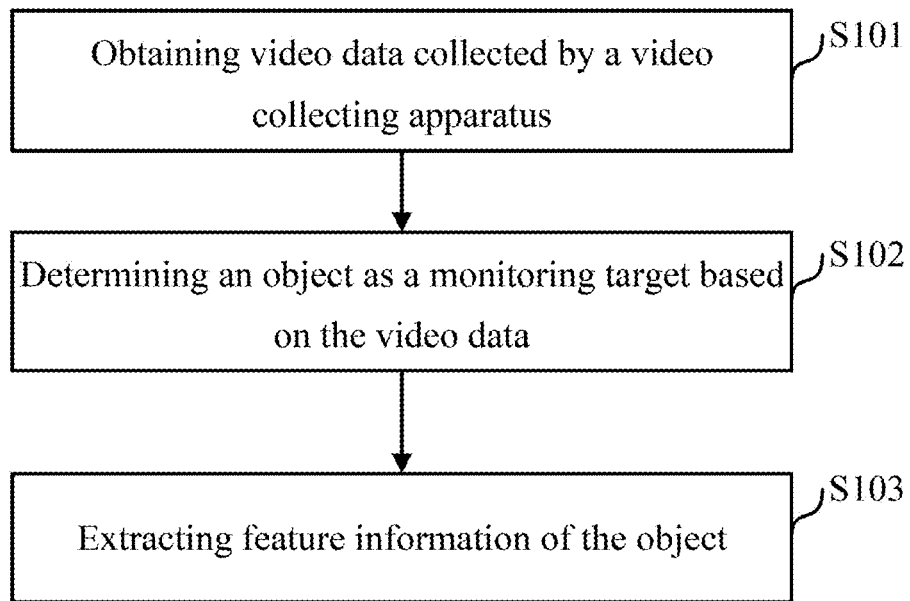 Obtaining video data collected by a video
collecting apparatus
S101
Determining an object as a monitoring target based
on the video data
S102
Extracting feature information of the object
S103